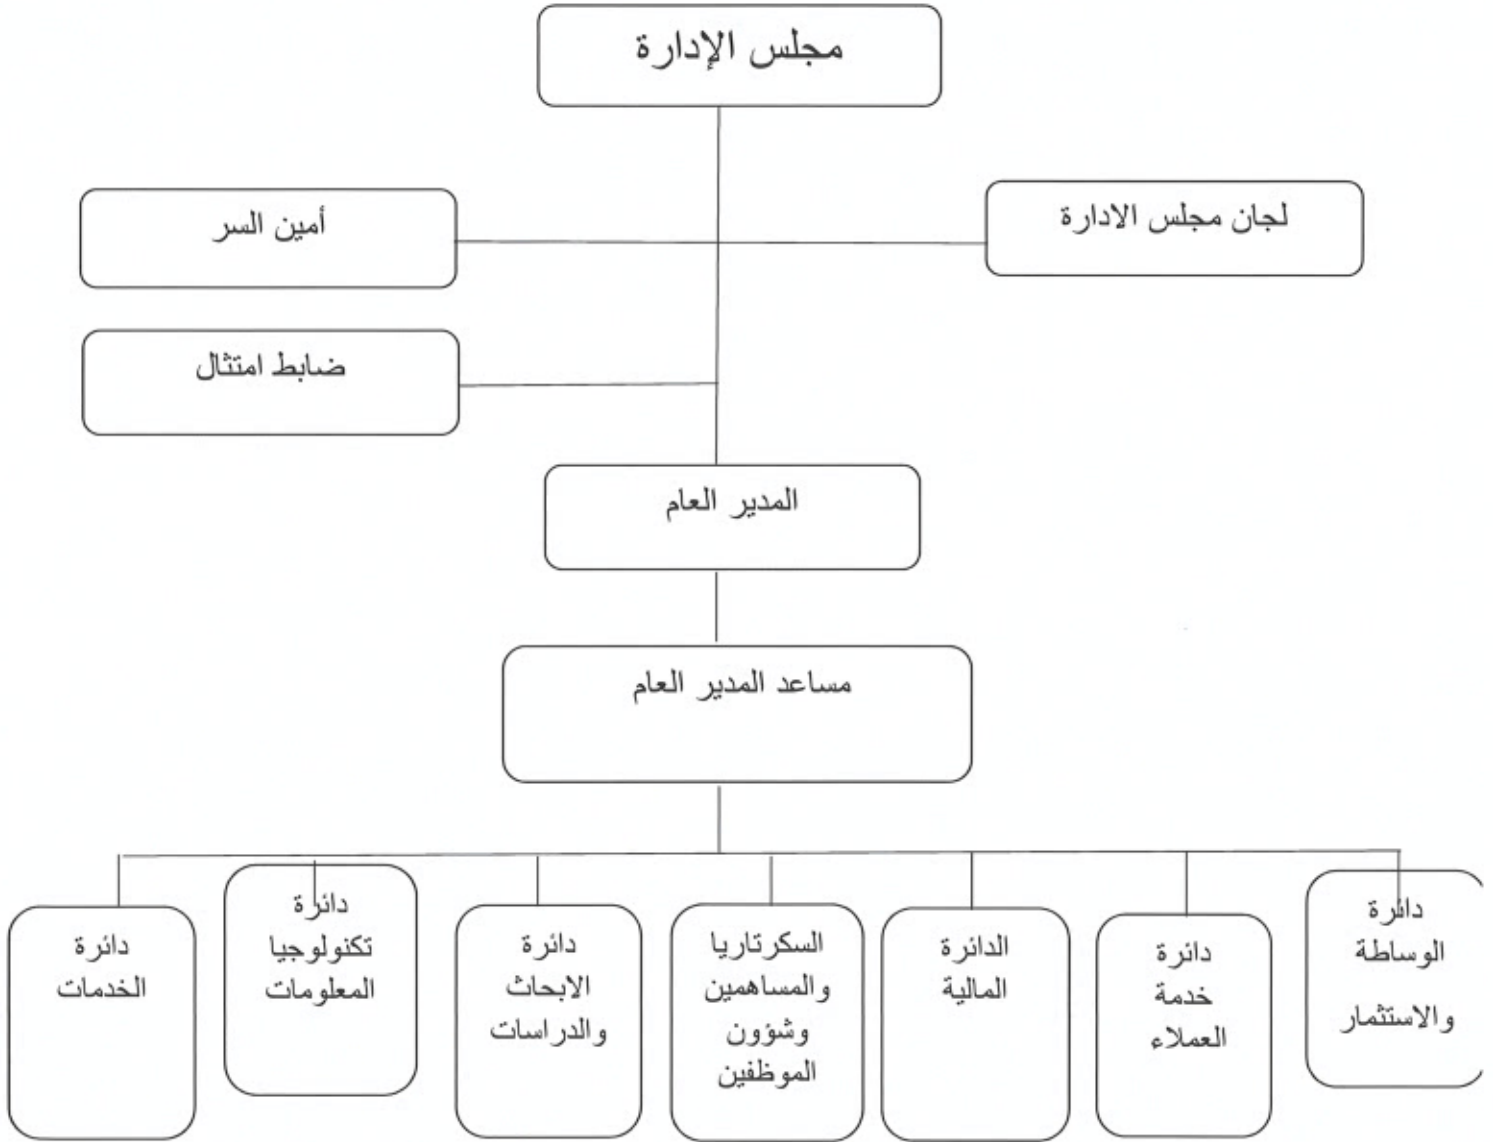 مجلس الإدارة
لجان مجلس الادارة
أمين السر
ضابط امتثال
المدير العام
مساعد المدير العام
دائرة
الوساطة
والاستثمار
دائرة
خدمة
العملاء
الدائرة
المالية
السكرتاريا
والمساهمين
وشؤون
الموظفين
دائرة
الابحاث
والدراسات
دائرة
تكنولوجيا
المعلومات
دائرة
الخدمات